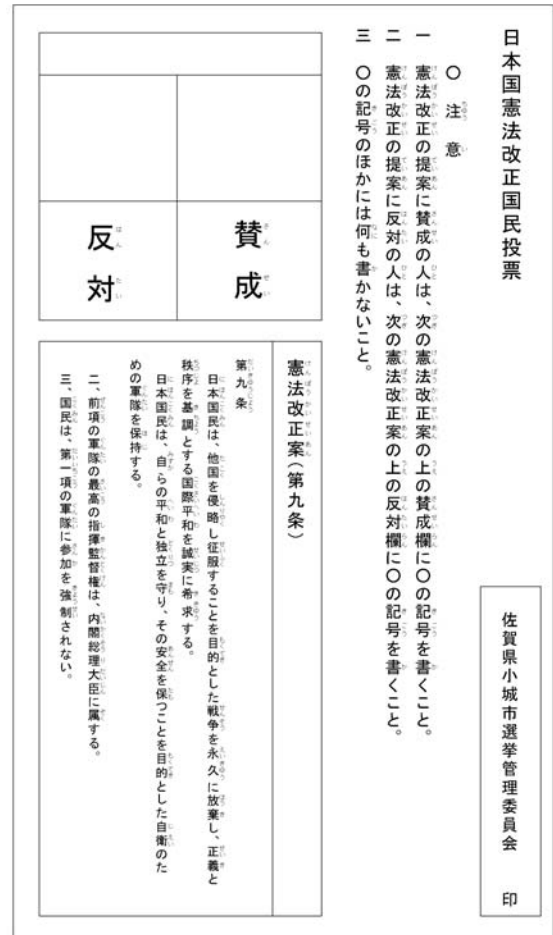 日本国憲法改正国民投票
佐賀県小城市選挙管理委員会　印
〇　注　意
一　憲法改正の提案に賛成の人は、次の憲法改正案の上の賛成欄に〇の記号を書くこと。
二　憲法改正の提案に反対の人は、次の憲法改正案の上の反対欄に〇の記号を書くこと。
三　〇の記号のほかには何も書かないこと。
賛成
反対
憲法改正案（第九条）
第九条
日本国民は、他国を侵略し征服することを目的とした戦争を永久に放棄し、正義と
秩序を基調とする国際平和を誠実に希求する。
日本国民は、自らの平和と独立を守り、その安全を保つことを目的とした自衛のた
めの軍隊を保持する。
二、前項の軍隊の最高の指揮監督権は、内閣総理大臣に属する。
三、国民は、第一項の軍隊に参加を強制されない。